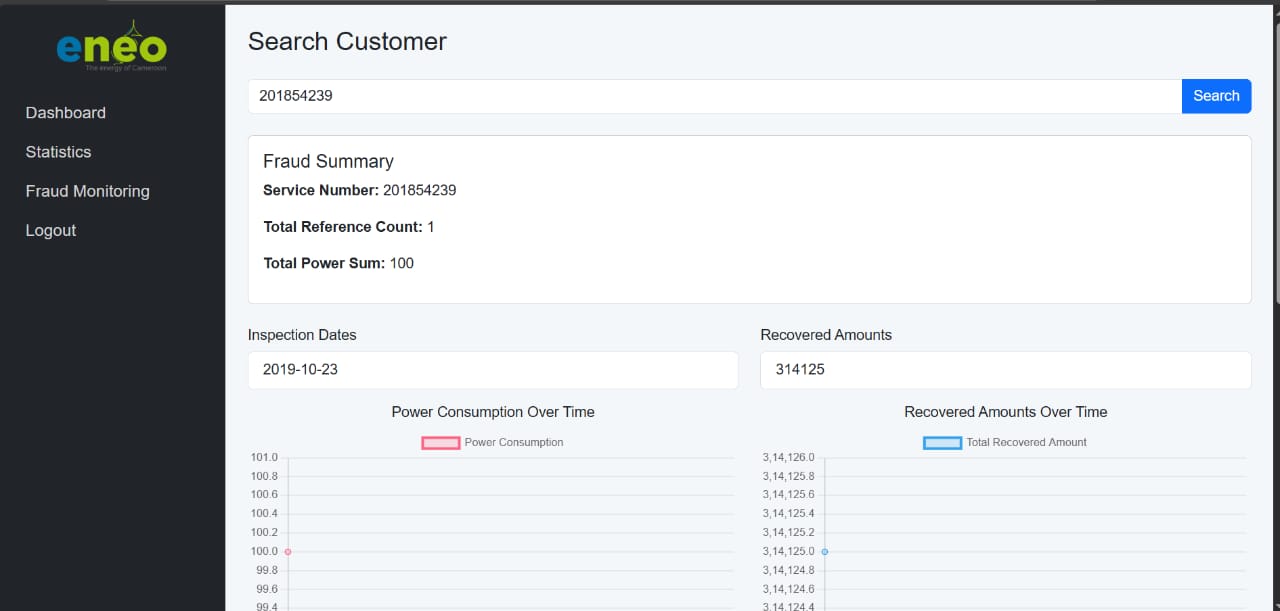 eneo
The energy of Cameroon
Dashboard
Statistics
Fraud Monitoring
Logout
Search Customer
201854239
Search
Fraud Summary
Service Number: 201854239
Total Reference Count: 1
Total Power Sum: 100
Inspection Dates
2019-10-23
Recovered Amounts
314125
Power Consumption Over Time
Power Consumption
101.0
100.8
100.6
100.4
100.2
100.0
99.8
99.6
99.4
Recovered Amounts Over Time
Total Recovered Amount
3,14,126.0
3,14,125.8
3,14,125.6
3,14,125.4
3,14,125.2
3,14,125.0
3,14,124.8
3,14,124.6
3,14,124.4